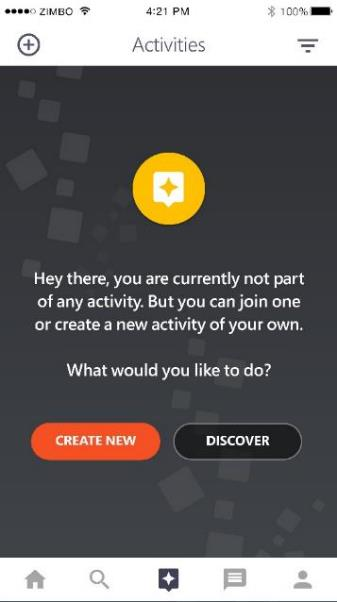 ZIMBO 4:21 PM 100%
Activities
Hey there, you are currently not part
of any activity. But you can join one
or create a new activity of your own.
What would you like to do?
CREATE NEW DISCOVER